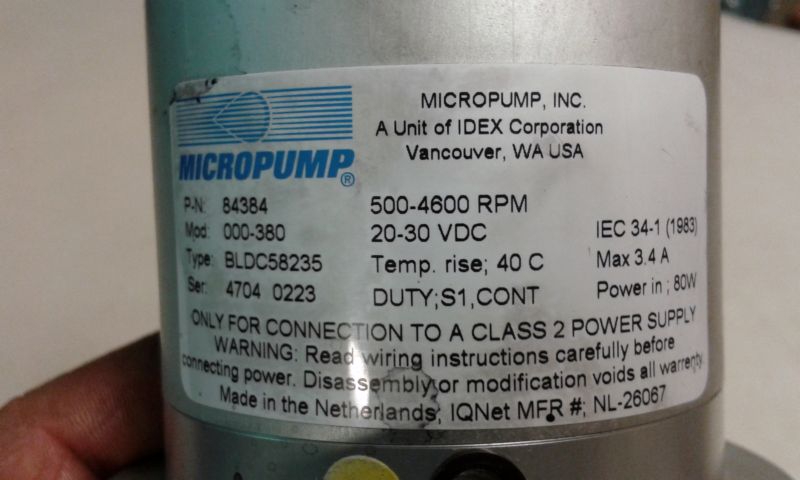 MICROPUMP, INC.
A Unit of IDEX Corporation
Vancouver, WA USA
MICROPUMP®
P-N: 84384 500-4600 RPM
Mod: 000-380 20-30 VDC IEC 34-1 (1983)
Type: BLDC58235 Temp. rise; 40 C Max 3.4 A
Ser: 4704 0223 DUTY;S1,CONT Power in ; 80W
ONLY FOR CONNECTION TO A CLASS 2 POWER SUPPLY
WARNING: Read wiring instructions carefully before
connecting power. Disassembly or modification voids all warrenty.
Made in the Netherlands; IQNet MFR #; NL-26067